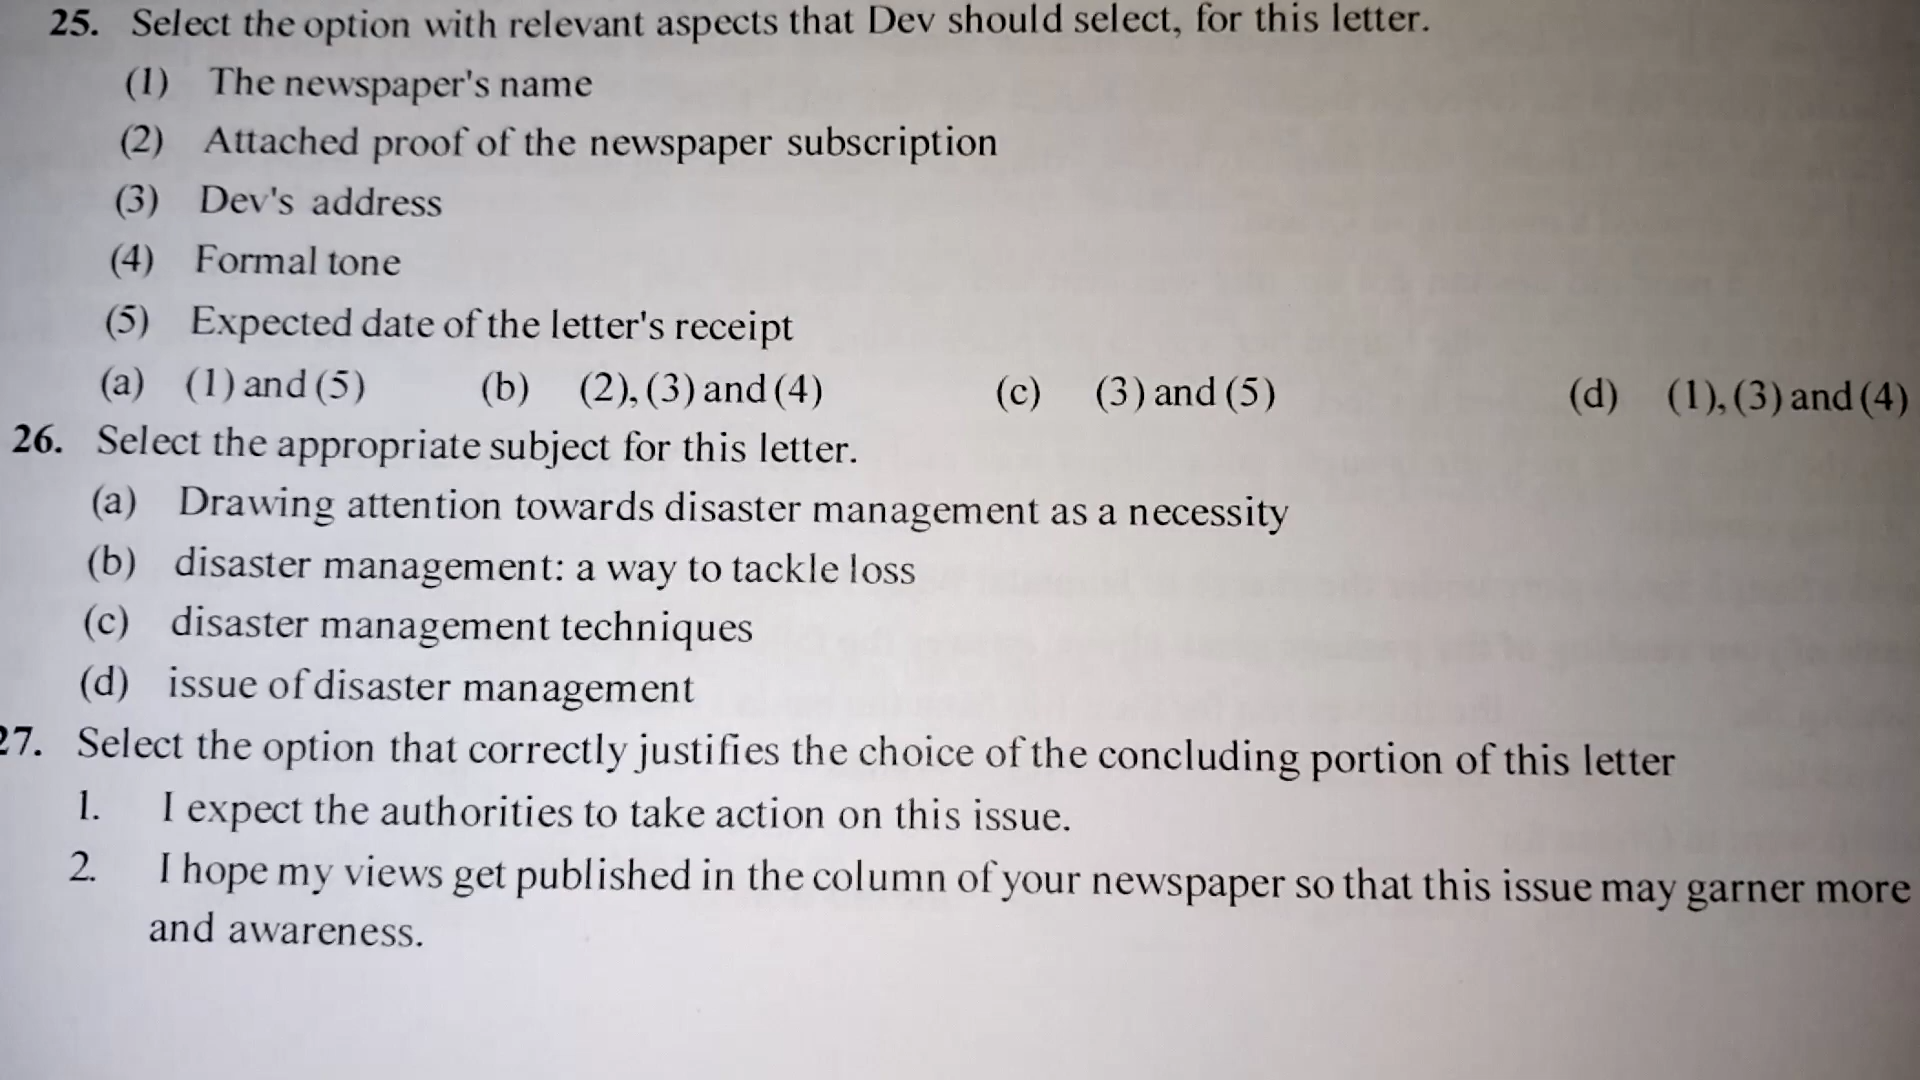 25. Select the option with relevant aspects that Dev should select, for this letter.
(1) The newspaper's name
(2) Attached proof of the newspaper subscription
(3) Dev's address
(4) Formal tone
(5) Expected date of the letter's receipt
(a) (1) and (5) (b) (2), (3) and (4) (c) (3) and (5) (d) (1), (3) and (4)
26. Select the appropriate subject for this letter.
(a) Drawing attention towards disaster management as a necessity
(b) disaster management: a way to tackle loss
(c) disaster management techniques
(d) issue of disaster management
27. Select the option that correctly justifies the choice of the concluding portion of this letter
1. I expect the authorities to take action on this issue.
2. I hope my views get published in the column of your newspaper so that this issue may garner more
and awareness.